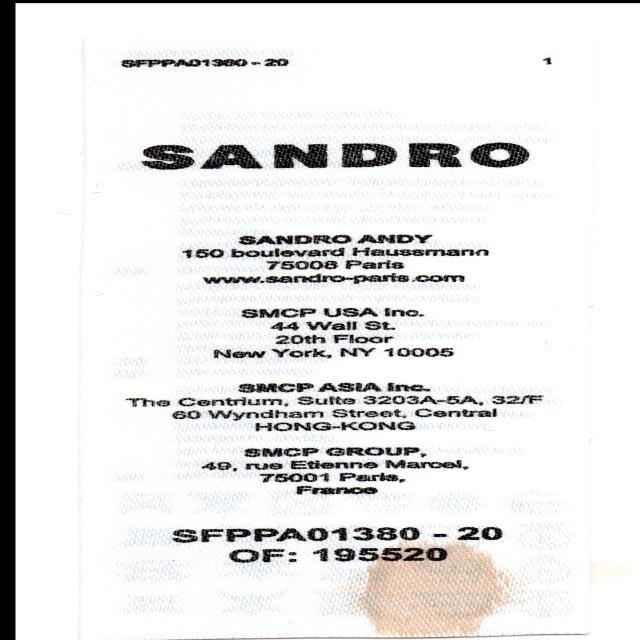 SFPPA01380 - 20 1
SANDRO
SANDRO ANDY
150 boulevard Haussmann
75008 Paris
www.sandro-paris.com
SMCP USA Inc.
44 Wall St.
20th Floor
New York, NY 10005
SMCP ASIA Inc.
The Centrium, Suite 3203A-5A, 32/F
60 Wyndham Street, Central
HONG-KONG
SMCP GROUP,
49, rue Etienne Marcel,
75001 Paris,
France
SFPPA01380 - 20
OF: 195520